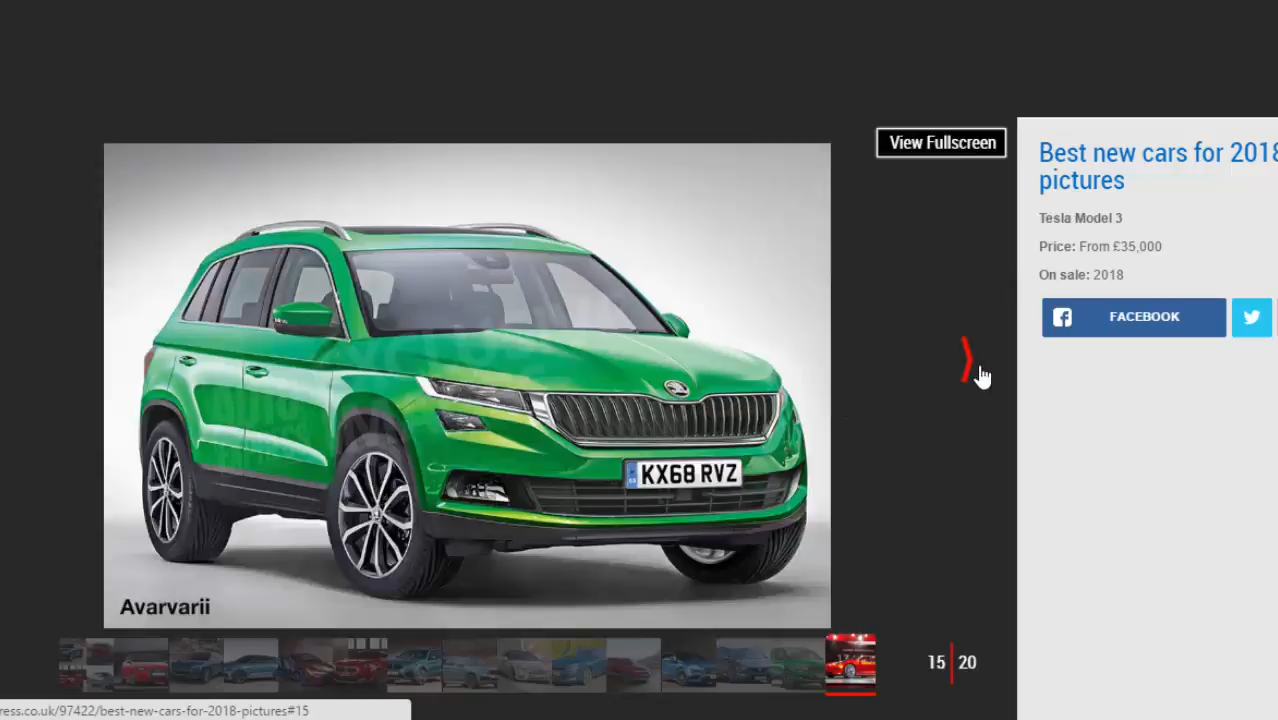 View Fullscreen
Best new cars for 2018
pictures
Tesla Model 3
Price: From £35,000
On sale: 2018
FACEBOOK
KX68 RVZ
Avarvarii
15 20
ress.co.uk/97422/best-new-cars-for-2018-pictures#15